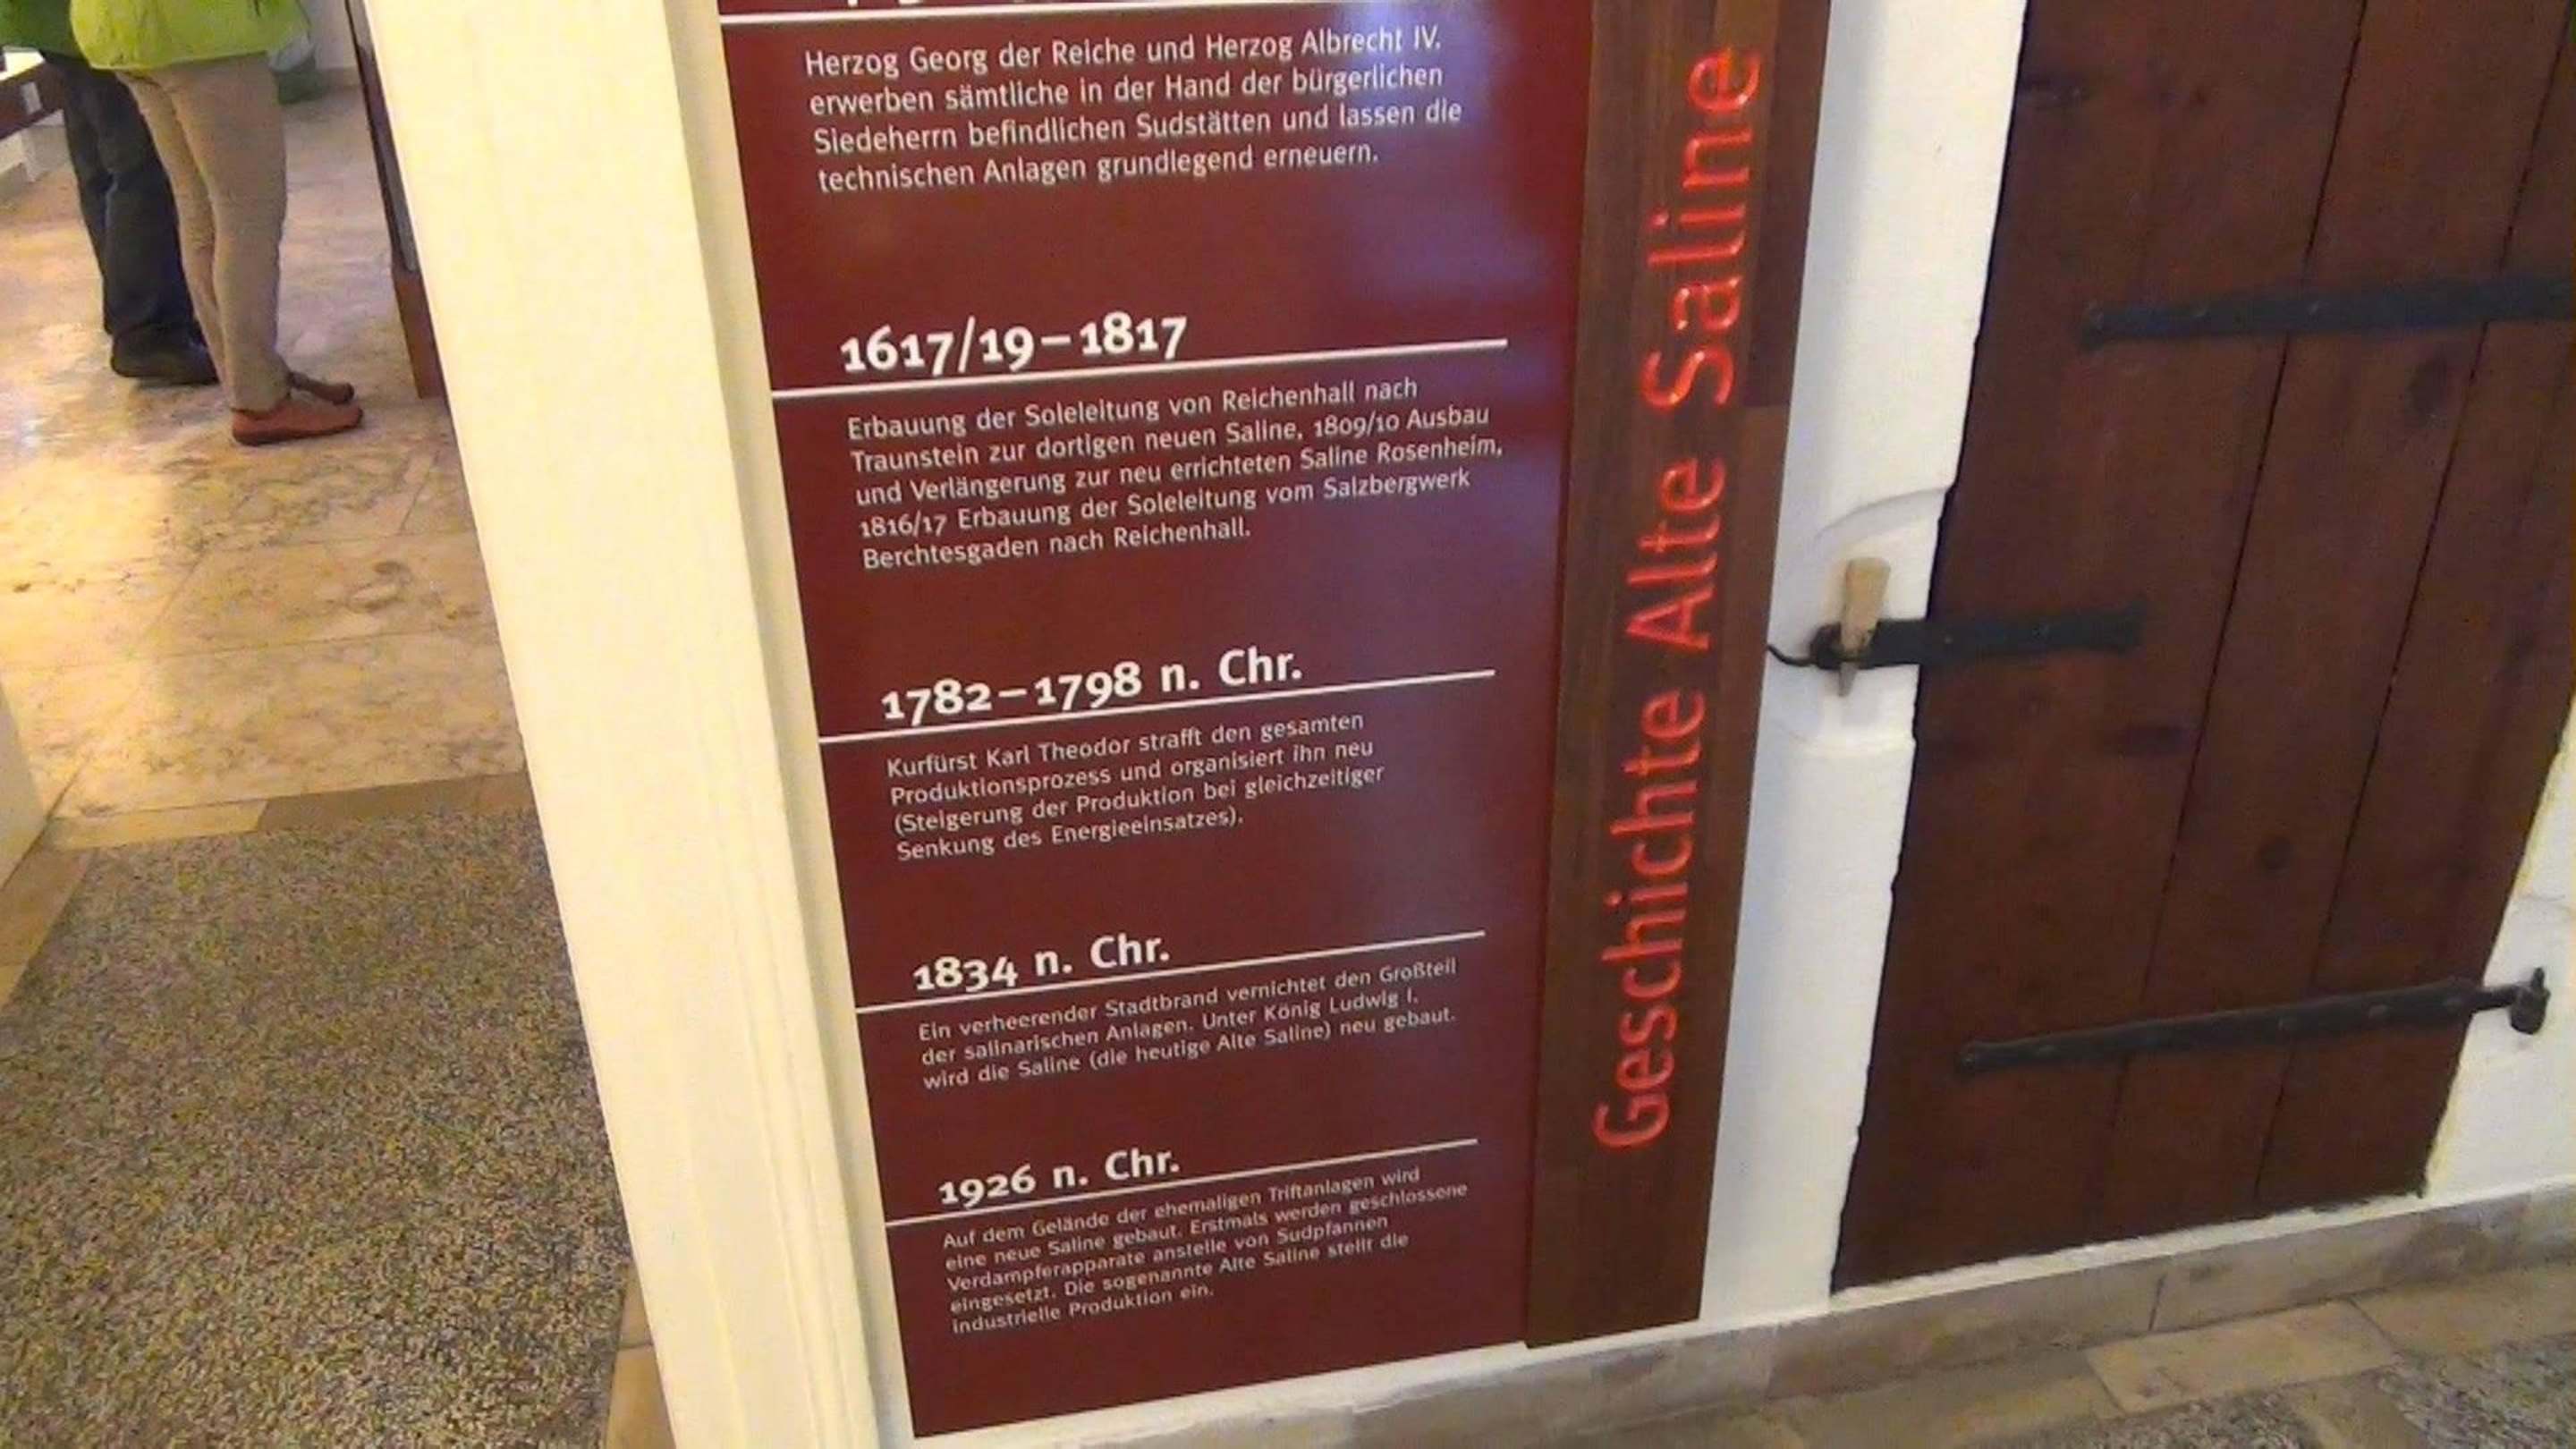 Herzog Georg der Reiche und Herzog Albrecht IV.
erwerben sämtliche in der Hand der bürgerlichen
Siedeherrn befindlichen Sudstätten und lassen die
technischen Anlagen grundlegend erneuern.
1617/19–1817
Erbauung der Soleleitung von Reichenhall nach
Traunstein zur dortigen neuen Saline, 1809/10 Ausbau
und Verlängerung zur neu errichteten Saline Rosenheim,
1816/17 Erbauung der Soleleitung vom Salzbergwerk
Berchtesgaden nach Reichenhall.
1782–1798 n. Chr.
Kurfürst Karl Theodor strafft den gesamten
Produktionsprozess und organisiert ihn neu
(Steigerung der Produktion bei gleichzeitiger
Senkung des Energieeinsatzes).
1834 n. Chr.
Ein verheerender Stadtbrand vernichtet den Großteil
der salinarischen Anlagen. Unter König Ludwig I.
wird die Saline (die heutige Alte Saline) neu gebaut.
1926 n. Chr.
Auf dem Gelände der ehemaligen Triftanlagen wird
eine neue Saline gebaut. Erstmals werden geschlossene
Verdampferapparate anstelle von Sudpfannen
eingesetzt. Die sogenannte Alte Saline stellt die
industrielle Produktion ein.
Geschichte Alte Saline